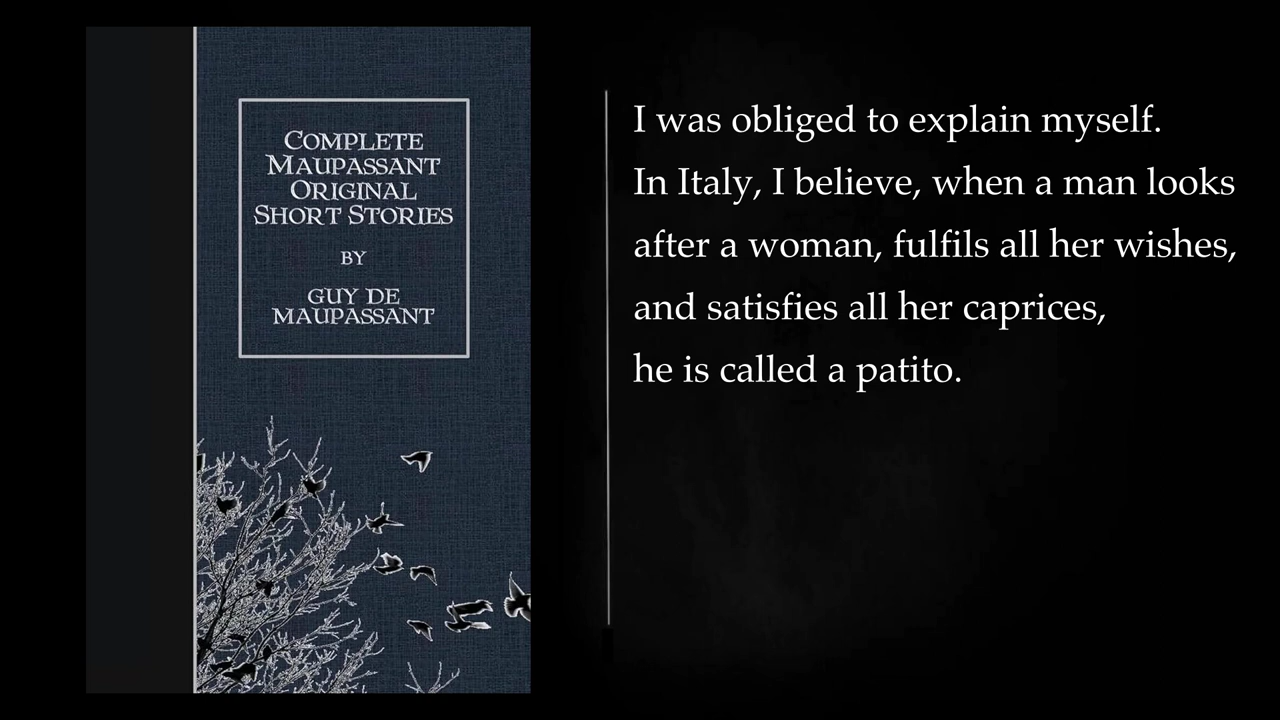 COMPLETE
MAUPASSANT
ORIGINAL
SHORT STORIES
BY
GUY DE
MAUPASSANT
I was obliged to explain myself.
In Italy, I believe, when a man looks
after a woman, fulfils all her wishes,
and satisfies all her caprices,
he is called a patito.